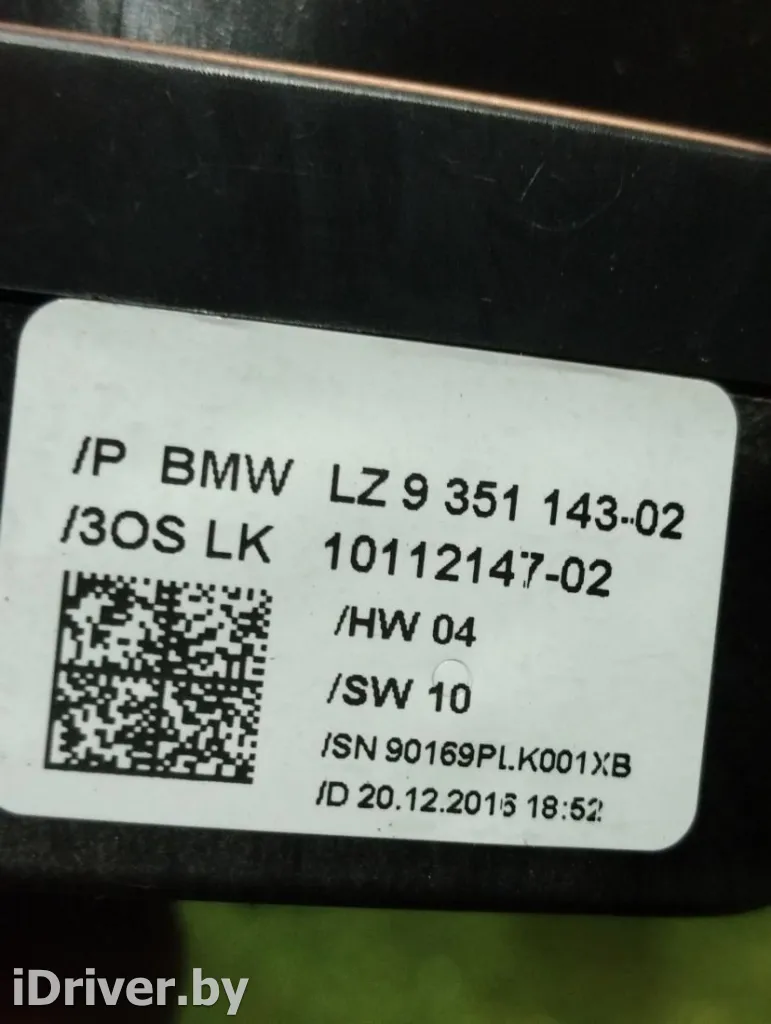 /P BMW LZ 9 351 143-02
/3OS LK 10112147-02
/HW 04
/SW 10
/SN 90169PLK001XB
/D 20.12.2016 18:52
iDriver.by